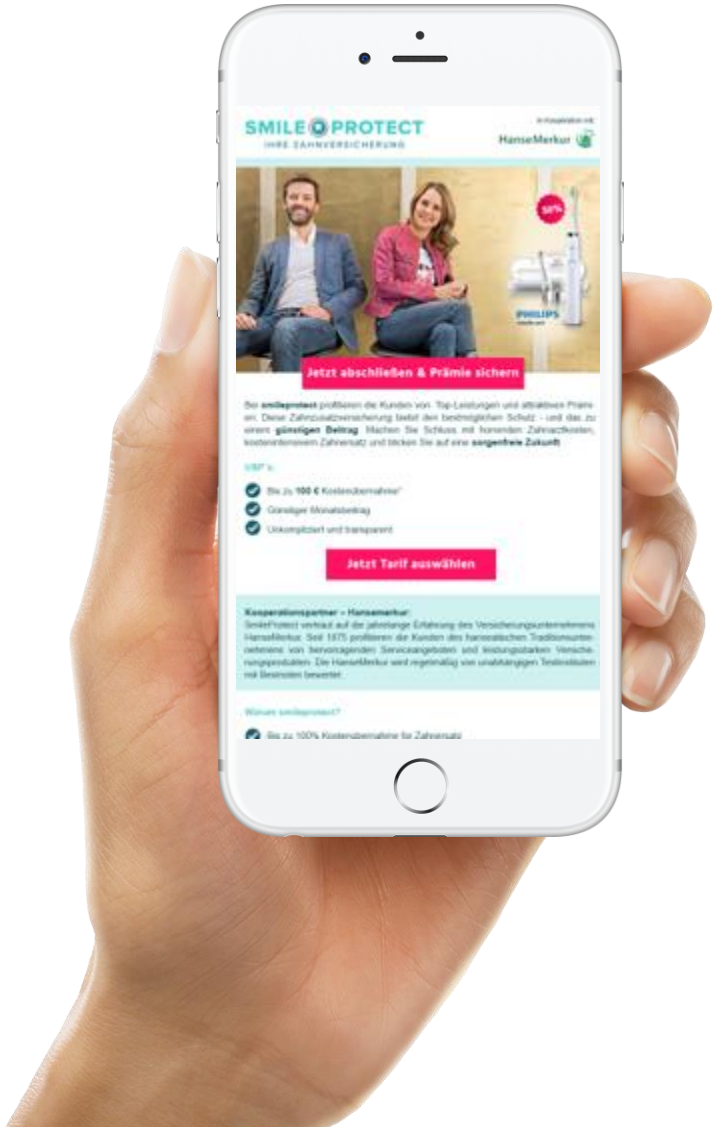 SMILE PROTECT
IHRE ZAHNVERSICHERUNG
in Kooperation mit
HanseMerkur
50%
PHILIPS
sonicare
Jetzt abschließen & Prämie sichern
Bei smileprotect profitieren die Kunden von Top-Leistungen und attraktiven Prämi-
en. Diese Zahnzusatzversicherung bietet den bestmöglichen Schutz - und das zu
einem günstigen Beitrag. Machen Sie Schluss mit horrenden Zahnarztkosten,
kostenintensivem Zahnersatz und blicken Sie auf eine sorgenfreie Zukunft.
USP's:
Bis zu 100 € Kostenübernahme*
Günstiger Monatsbeitrag
Unkompliziert und transparent
Jetzt Tarif auswählen
Kooperationspartner – Hansemerkur:
SmileProtect vertraut auf die jahrelange Erfahrung des Versicherungsunternehmens
HanseMerkur. Seit 1875 profitieren die Kunden des hanseatischen Traditionsunter-
nehmens von hervorragenden Serviceangeboten und leistungsstarken Versiche-
rungsprodukten. Die HanseMerkur wird regelmäßig von unabhängigen Testinstituten
mit Bestnoten bewertet.
Warum smileprotect?
Bis zu 100% Kostenübernahme für Zahnersatz